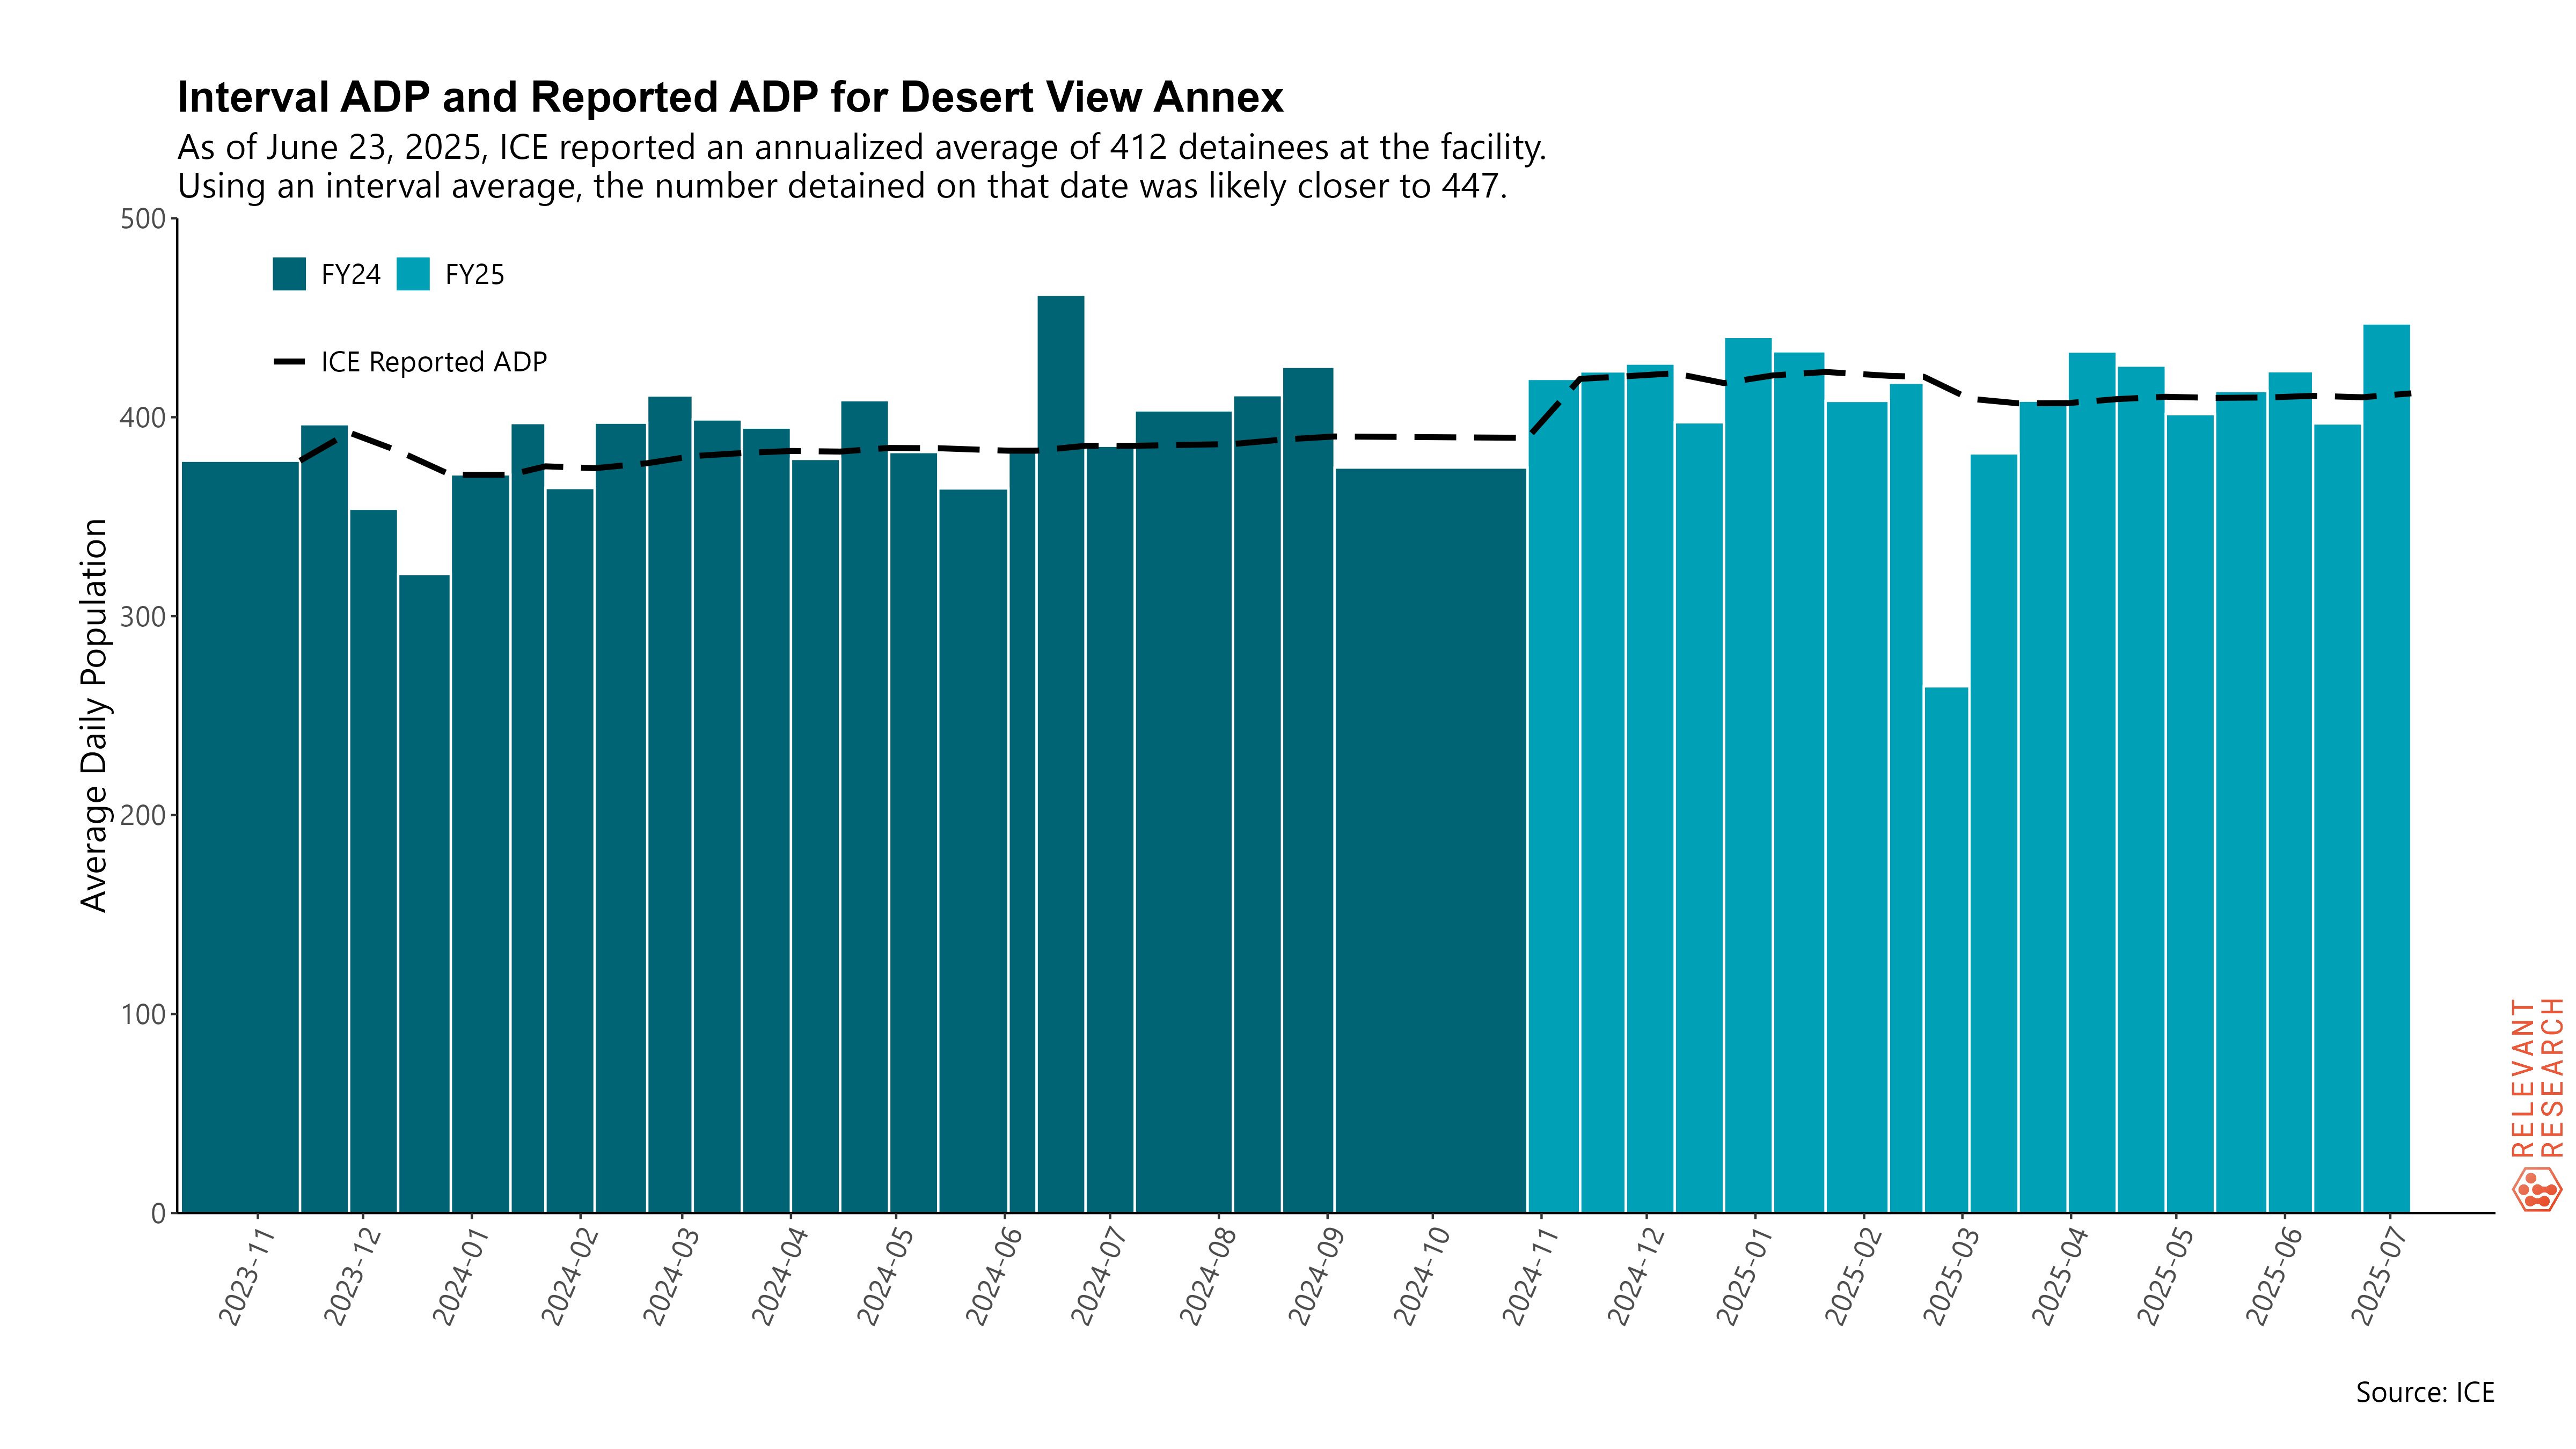 Interval ADP and Reported ADP for Desert View Annex
As of June 23, 2025, ICE reported an annualized average of 412 detainees at the facility.
Using an interval average, the number detained on that date was likely closer to 447.
FY24
FY25
ICE Reported ADP
Average Daily Population
500
400
300
200
100
0
2023-11
2023-12
2024-01
2024-02
2024-03
2024-04
2024-05
2024-06
2024-07
2024-08
2024-09
2024-10
2024-11
2024-12
2025-01
2025-02
2025-03
2025-04
2025-05
2025-06
2025-07
RELEVANT
RESEARCH
Source: ICE